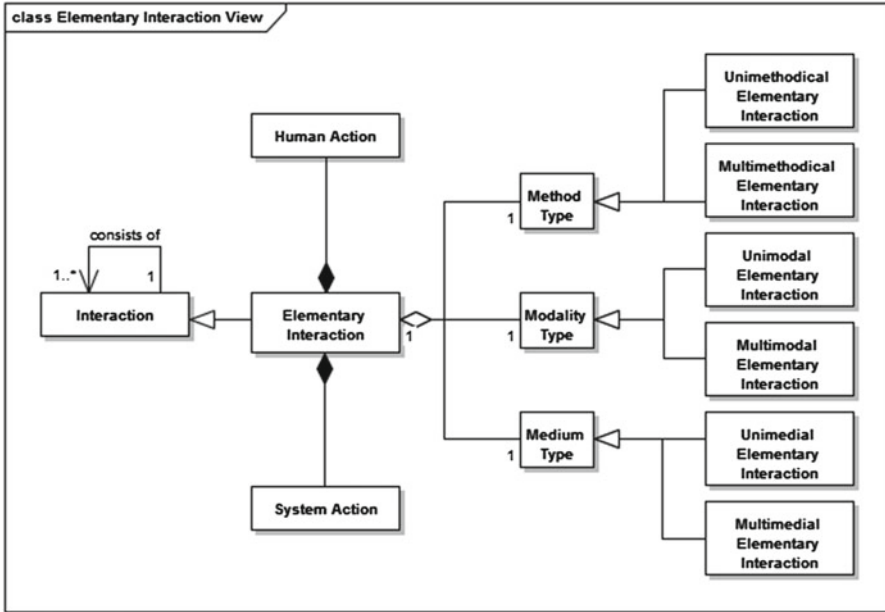 class Elementary Interaction View
Human Action
consists of
1..*
1
Interaction
Elementary
Interaction
1
System Action
Method
Type
1
Modality
Type
1
Medium
Type
1
Unimethodical
Elementary
Interaction
Multimethodical
Elementary
Interaction
Unimodal
Elementary
Interaction
Multimodal
Elementary
Interaction
Unimedial
Elementary
Interaction
Multimedial
Elementary
Interaction